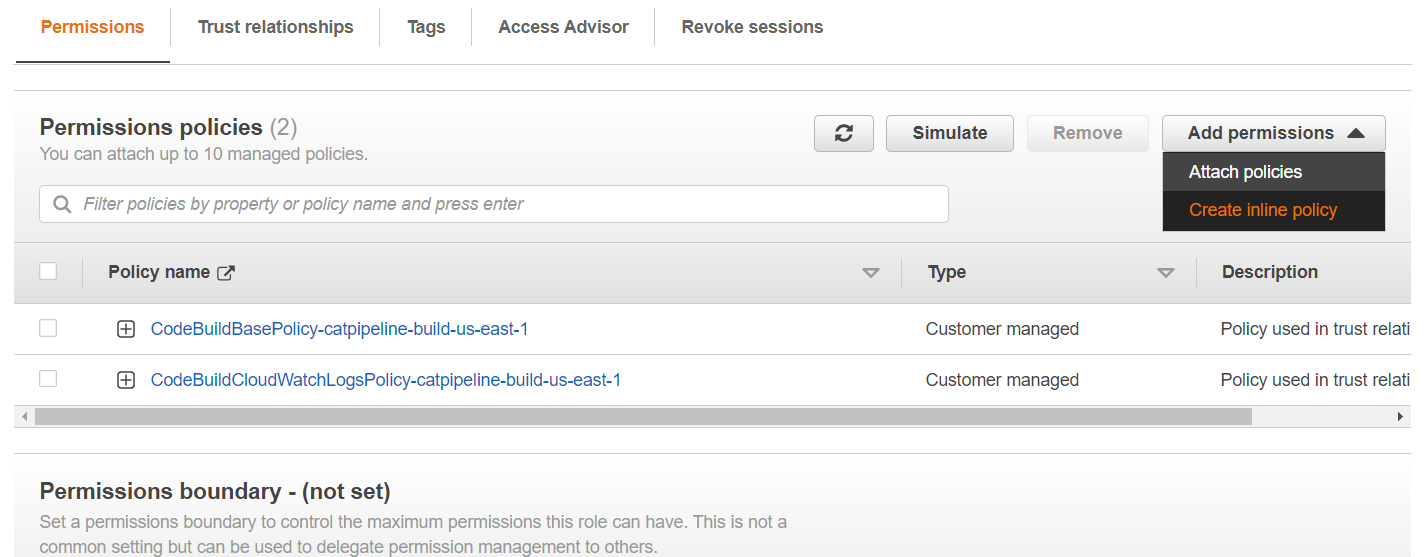 Permissions Trust relationships Tags Access Advisor Revoke sessions
Permissions policies (2)
You can attach up to 10 managed policies.
Simulate Remove Add permissions
Attach policies
Create inline policy
Filter policies by property or policy name and press enter
Policy name Type Description
CodeBuildBasePolicy-catpipeline-build-us-east-1 Customer managed Policy used in trust relati
CodeBuildCloudWatchLogsPolicy-catpipeline-build-us-east-1 Customer managed Policy used in trust relati
Permissions boundary - (not set)
Set a permissions boundary to control the maximum permissions this role can have. This is not a
common setting but can be used to delegate permission management to others.